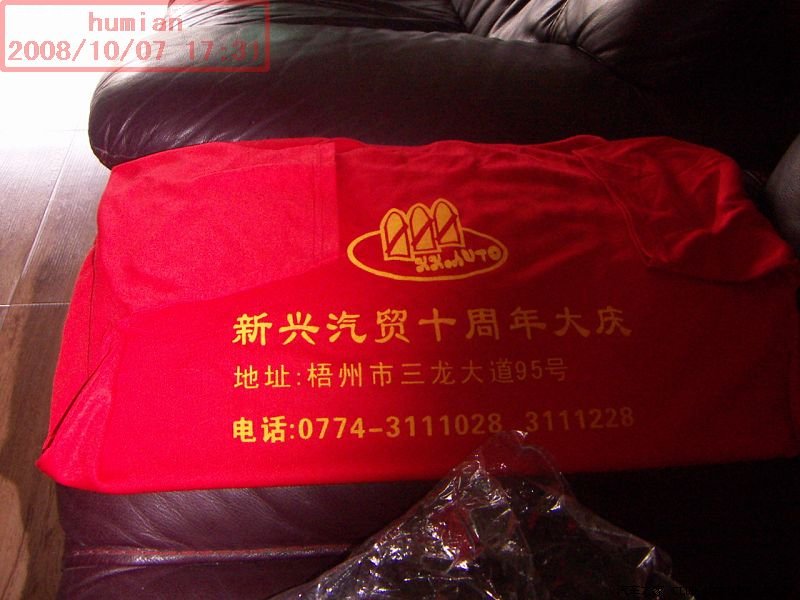 humian
2008/10/07 17:31
XXAUTO
新兴汽贸十周年大庆
地址:梧州市三龙大道95号
电话:0774-3111028 3111228